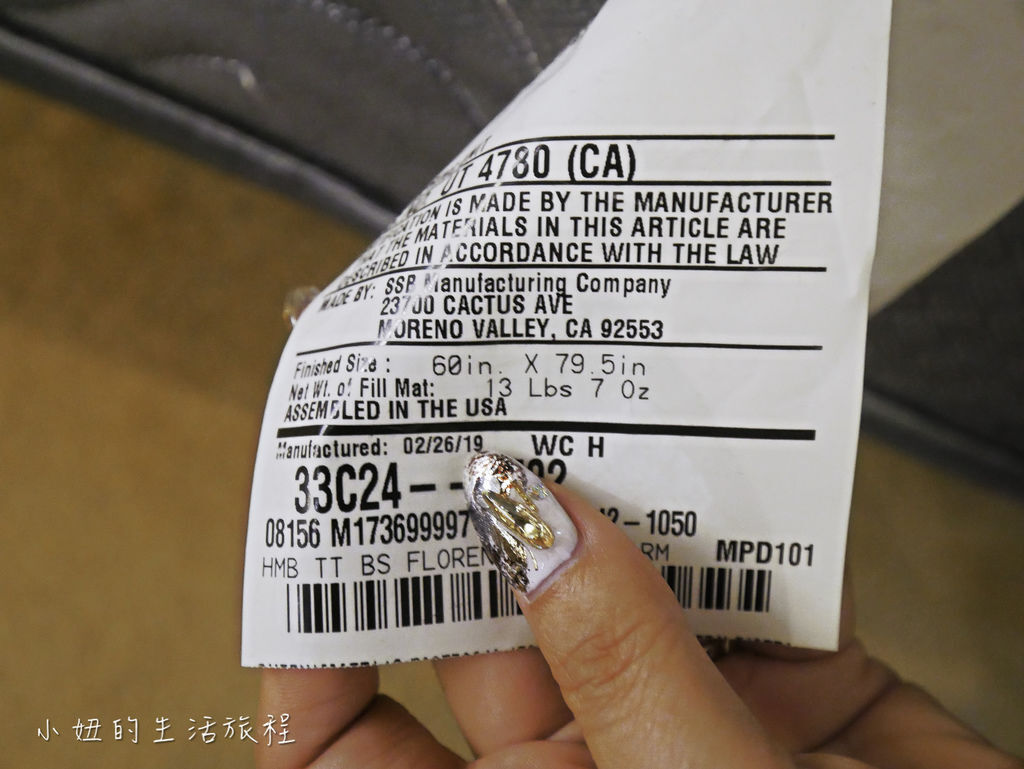 UT 4780 (CA)
IS MADE BY THE MANUFACTURER
THE MATERIALS IN THIS ARTICLE ARE
IN ACCORDANCE WITH THE LAW
MADE BY: SSB Manufacturing Company
23700 CACTUS AVE
MORENO VALLEY, CA 92553
Finished Size : 60in. X 79.5in
Net Wt. of Fill Mat: 13 Lbs 7 Oz
ASSEMBLED IN THE USA
Manufactured: 02/26/19 WC H
33C24--
08156 M173699997 -1050
HMB TT BS RM MPD101
小妞的生活旅程